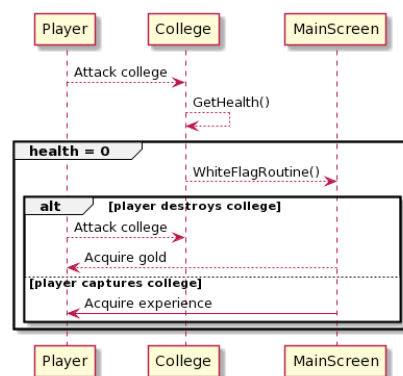 Player College MainScreen
Attack college
GetHealth()
health = 0
WhiteFlagRoutine()
alt [player destroys college]
Attack college
Acquire gold
[player captures college]
Acquire experience
Player College MainScreen